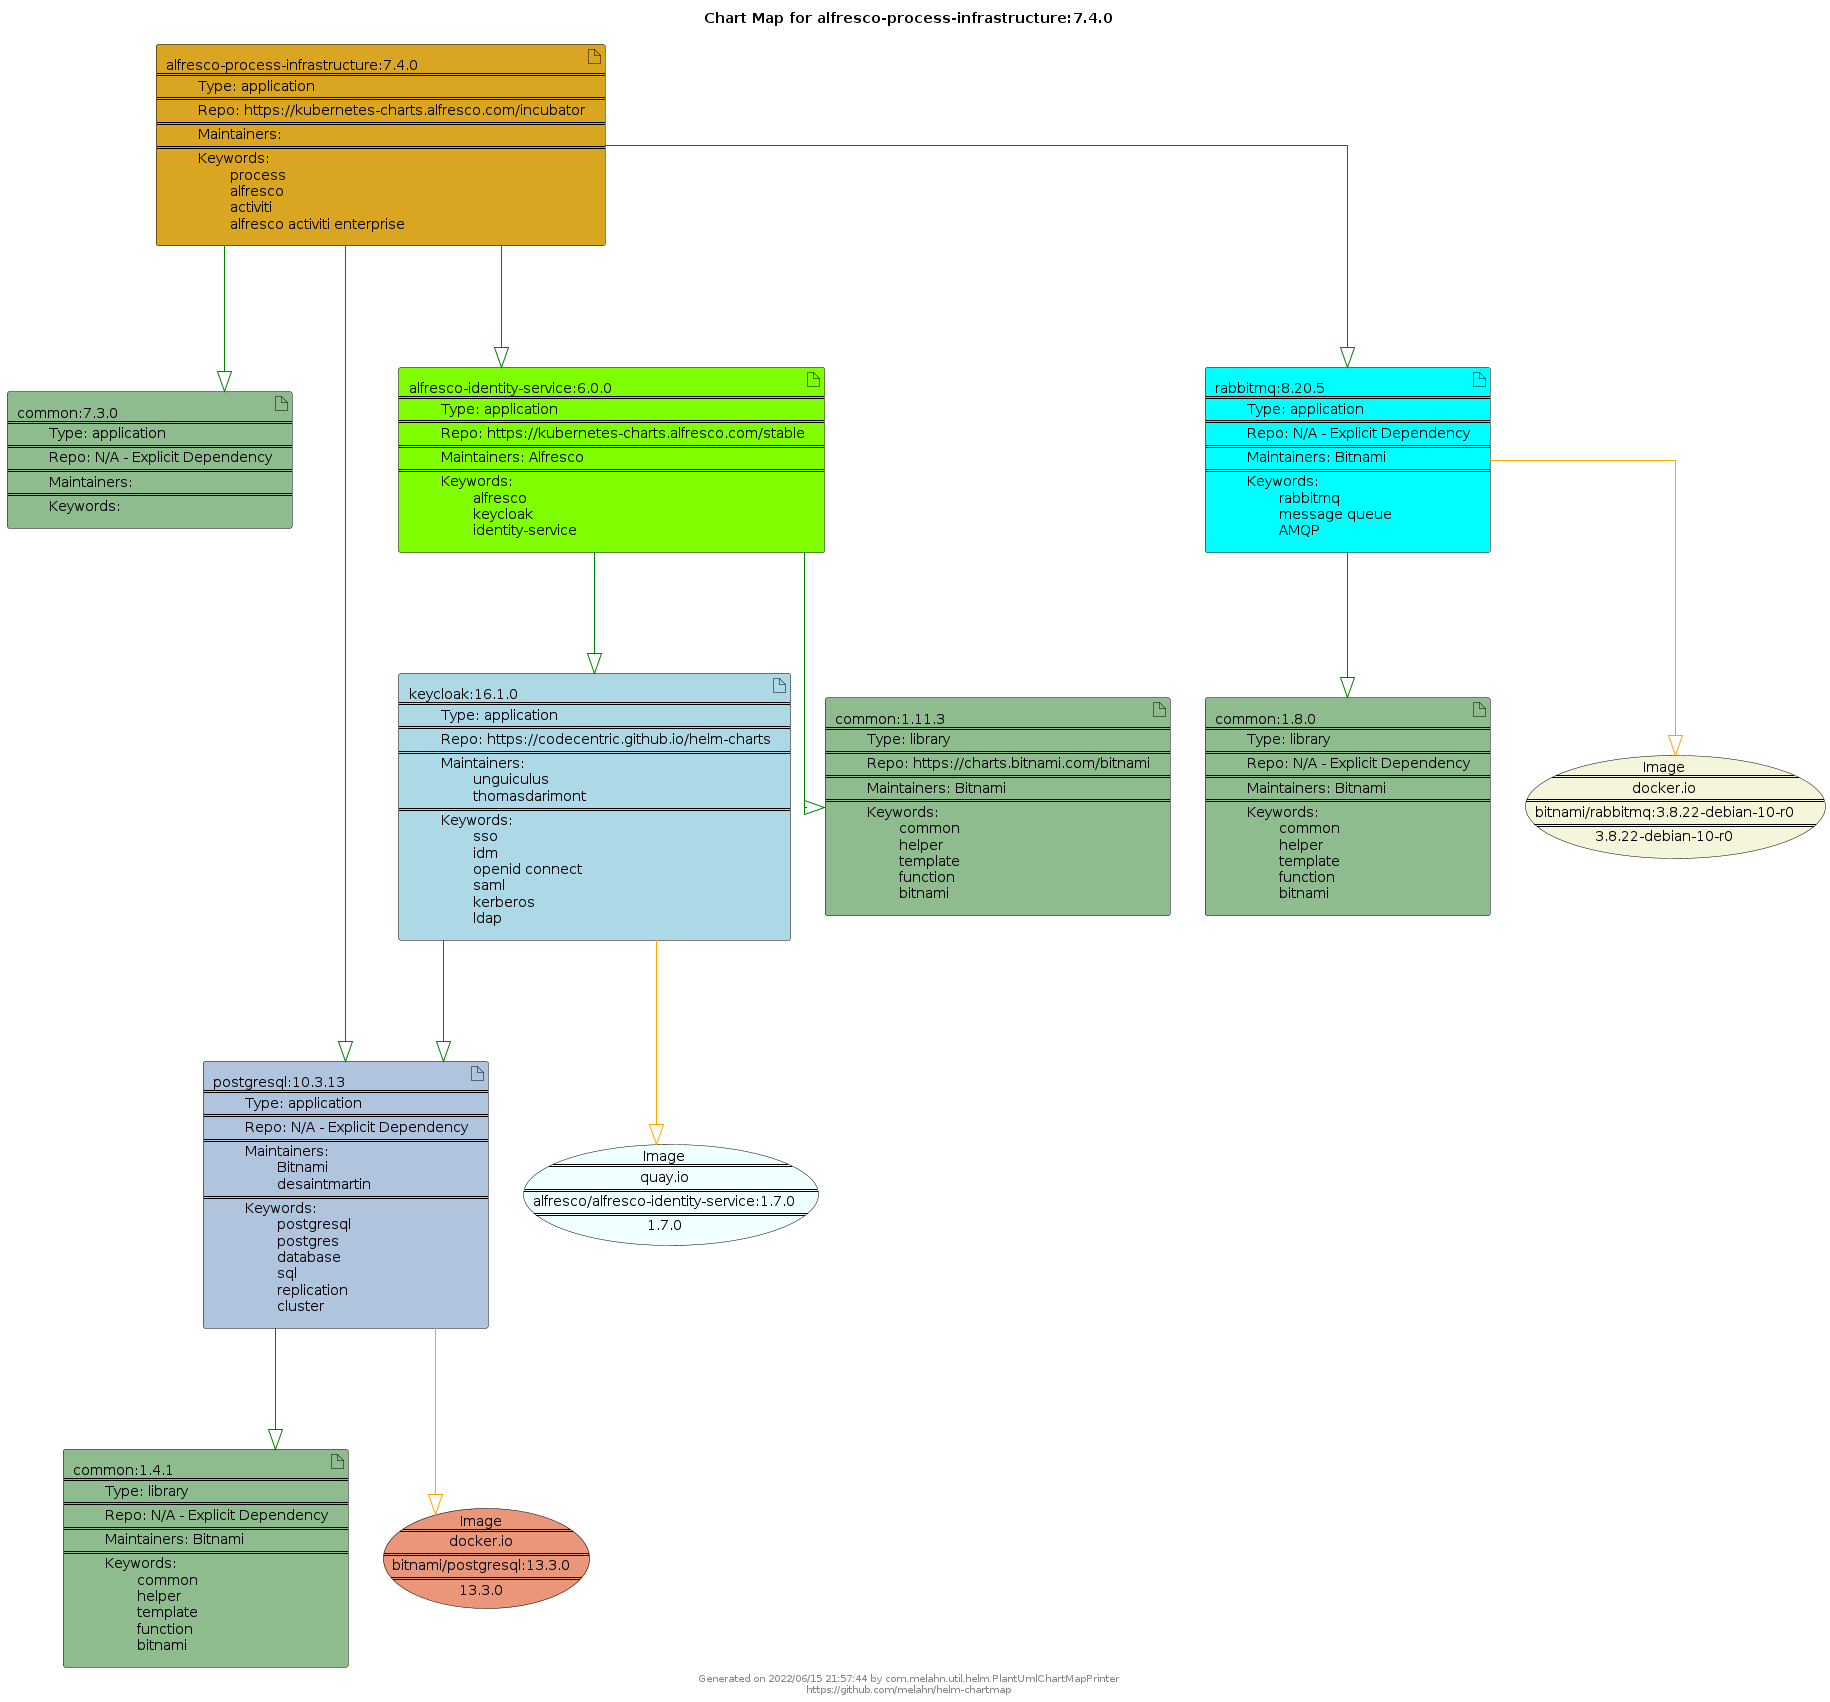 Chart Map for alfresco-process-infrastructure:7.4.0
alfresco-process-infrastructure:7.4.0
Type: application
Repo: https://kubernetes-charts.alfresco.com/incubator
Maintainers:
Keywords:
process
alfresco
activiti
alfresco activiti enterprise
common:7.3.0
Type: application
Repo: N/A - Explicit Dependency
Maintainers:
Keywords:
alfresco-identity-service:6.0.0
Type: application
Repo: https://kubernetes-charts.alfresco.com/stable
Maintainers: Alfresco
Keywords:
alfresco
keycloak
identity-service
rabbitmq:8.20.5
Type: application
Repo: N/A - Explicit Dependency
Maintainers: Bitnami
Keywords:
rabbitmq
message queue
AMQP
keycloak:16.1.0
Type: application
Repo: https://codecentric.github.io/helm-charts
Maintainers:
unguiculus
thomasdarimont
Keywords:
sso
idm
openid connect
saml
kerberos
ldap
common:1.11.3
Type: library
Repo: https://charts.bitnami.com/bitnami
Maintainers: Bitnami
Keywords:
common
helper
template
function
bitnami
common:1.8.0
Type: library
Repo: N/A - Explicit Dependency
Maintainers: Bitnami
Keywords:
common
helper
template
function
bitnami
Image
docker.io
bitnami/rabbitmq:3.8.22-debian-10-r0
3.8.22-debian-10-r0
postgresql:10.3.13
Type: application
Repo: N/A - Explicit Dependency
Maintainers:
Bitnami
desaintmartin
Keywords:
postgresql
postgres
database
sql
replication
cluster
Image
quay.io
alfresco/alfresco-identity-service:1.7.0
1.7.0
common:1.4.1
Type: library
Repo: N/A - Explicit Dependency
Maintainers: Bitnami
Keywords:
common
helper
template
function
bitnami
Image
docker.io
bitnami/postgresql:13.3.0
13.3.0
Generated on 2022/06/15 21:57:44 by com.melahn.util.helm.PlantUmlChartMapPrinter
https://github.com/melahn/helm-chartmap